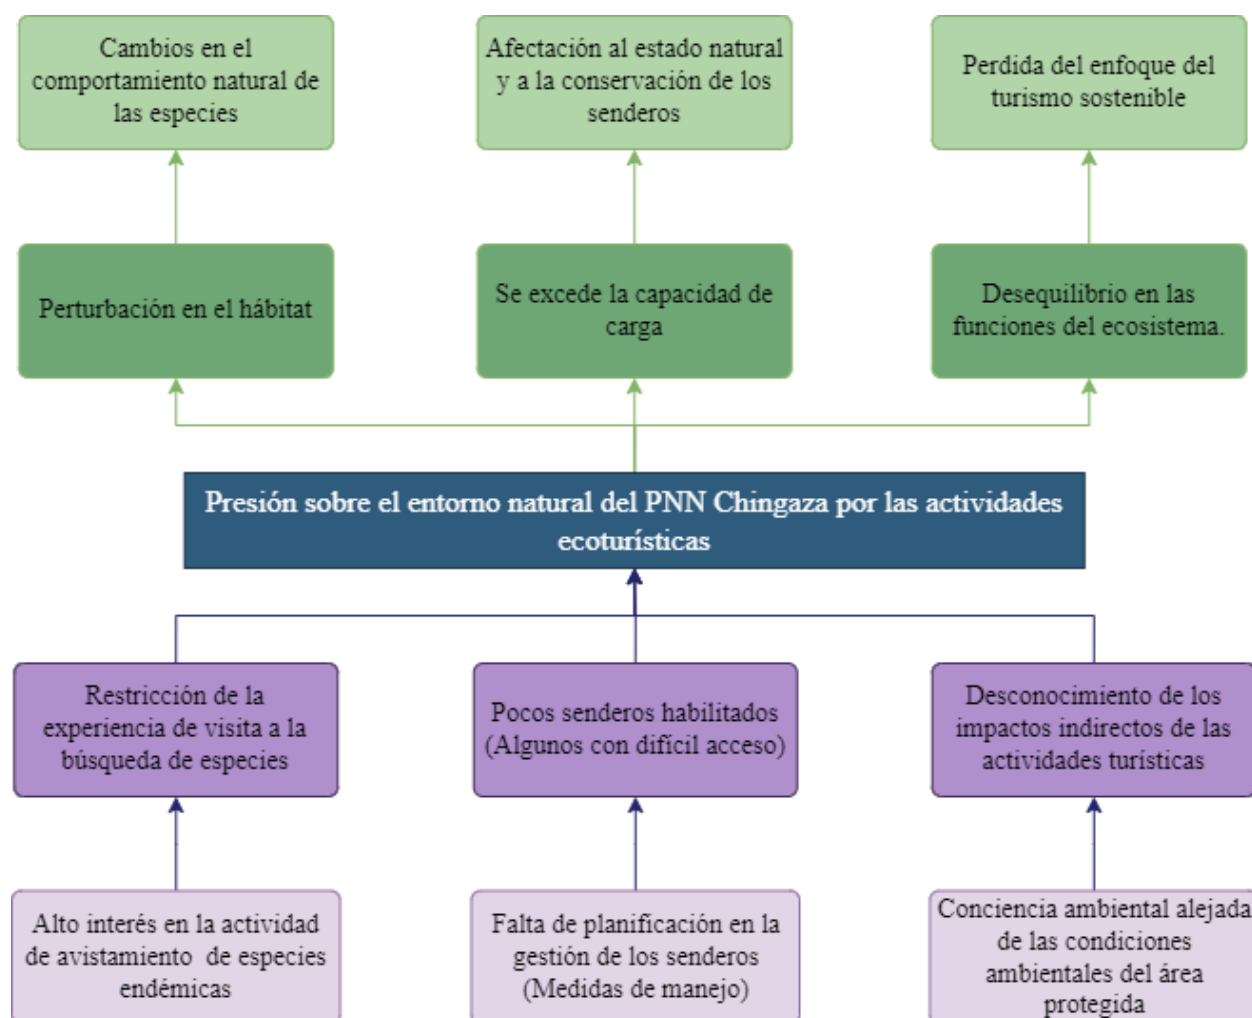 Cambios en el
comportamiento natural de
las especies
Afectación al estado natural
y a la conservación de los
senderos
Perdida del enfoque del
turismo sostenible
Perturbación en el hábitat
Se excede la capacidad de
carga
Desequilibrio en las
funciones del ecosistema.
Presión sobre el entorno natural del PNN Chingaza por las actividades
ecoturísticas
Restricción de la
experiencia de visita a la
búsqueda de especies
Pocos senderos habilitados
(Algunos con difícil acceso)
Desconocimiento de los
impactos indirectos de las
actividades turísticas
Alto interés en la actividad
de avistamiento de especies
endémicas
Falta de planificación en la
gestión de los senderos
(Medidas de manejo)
Conciencia ambiental alejada
de las condiciones
ambientales del área
protegida